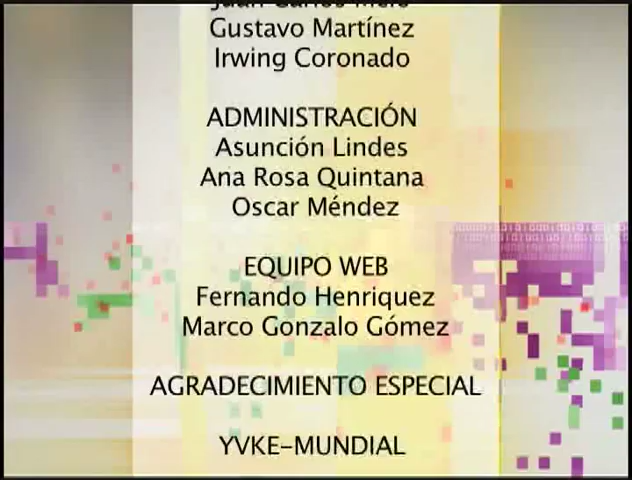 Gustavo Martínez
Irwing Coronado
ADMINISTRACIÓN
Asunción Lindes
Ana Rosa Quintana
Oscar Méndez
EQUIPO WEB
Fernando Henriquez
Marco Gonzalo Gómez
AGRADECIMIENTO ESPECIAL
YVKE-MUNDIAL